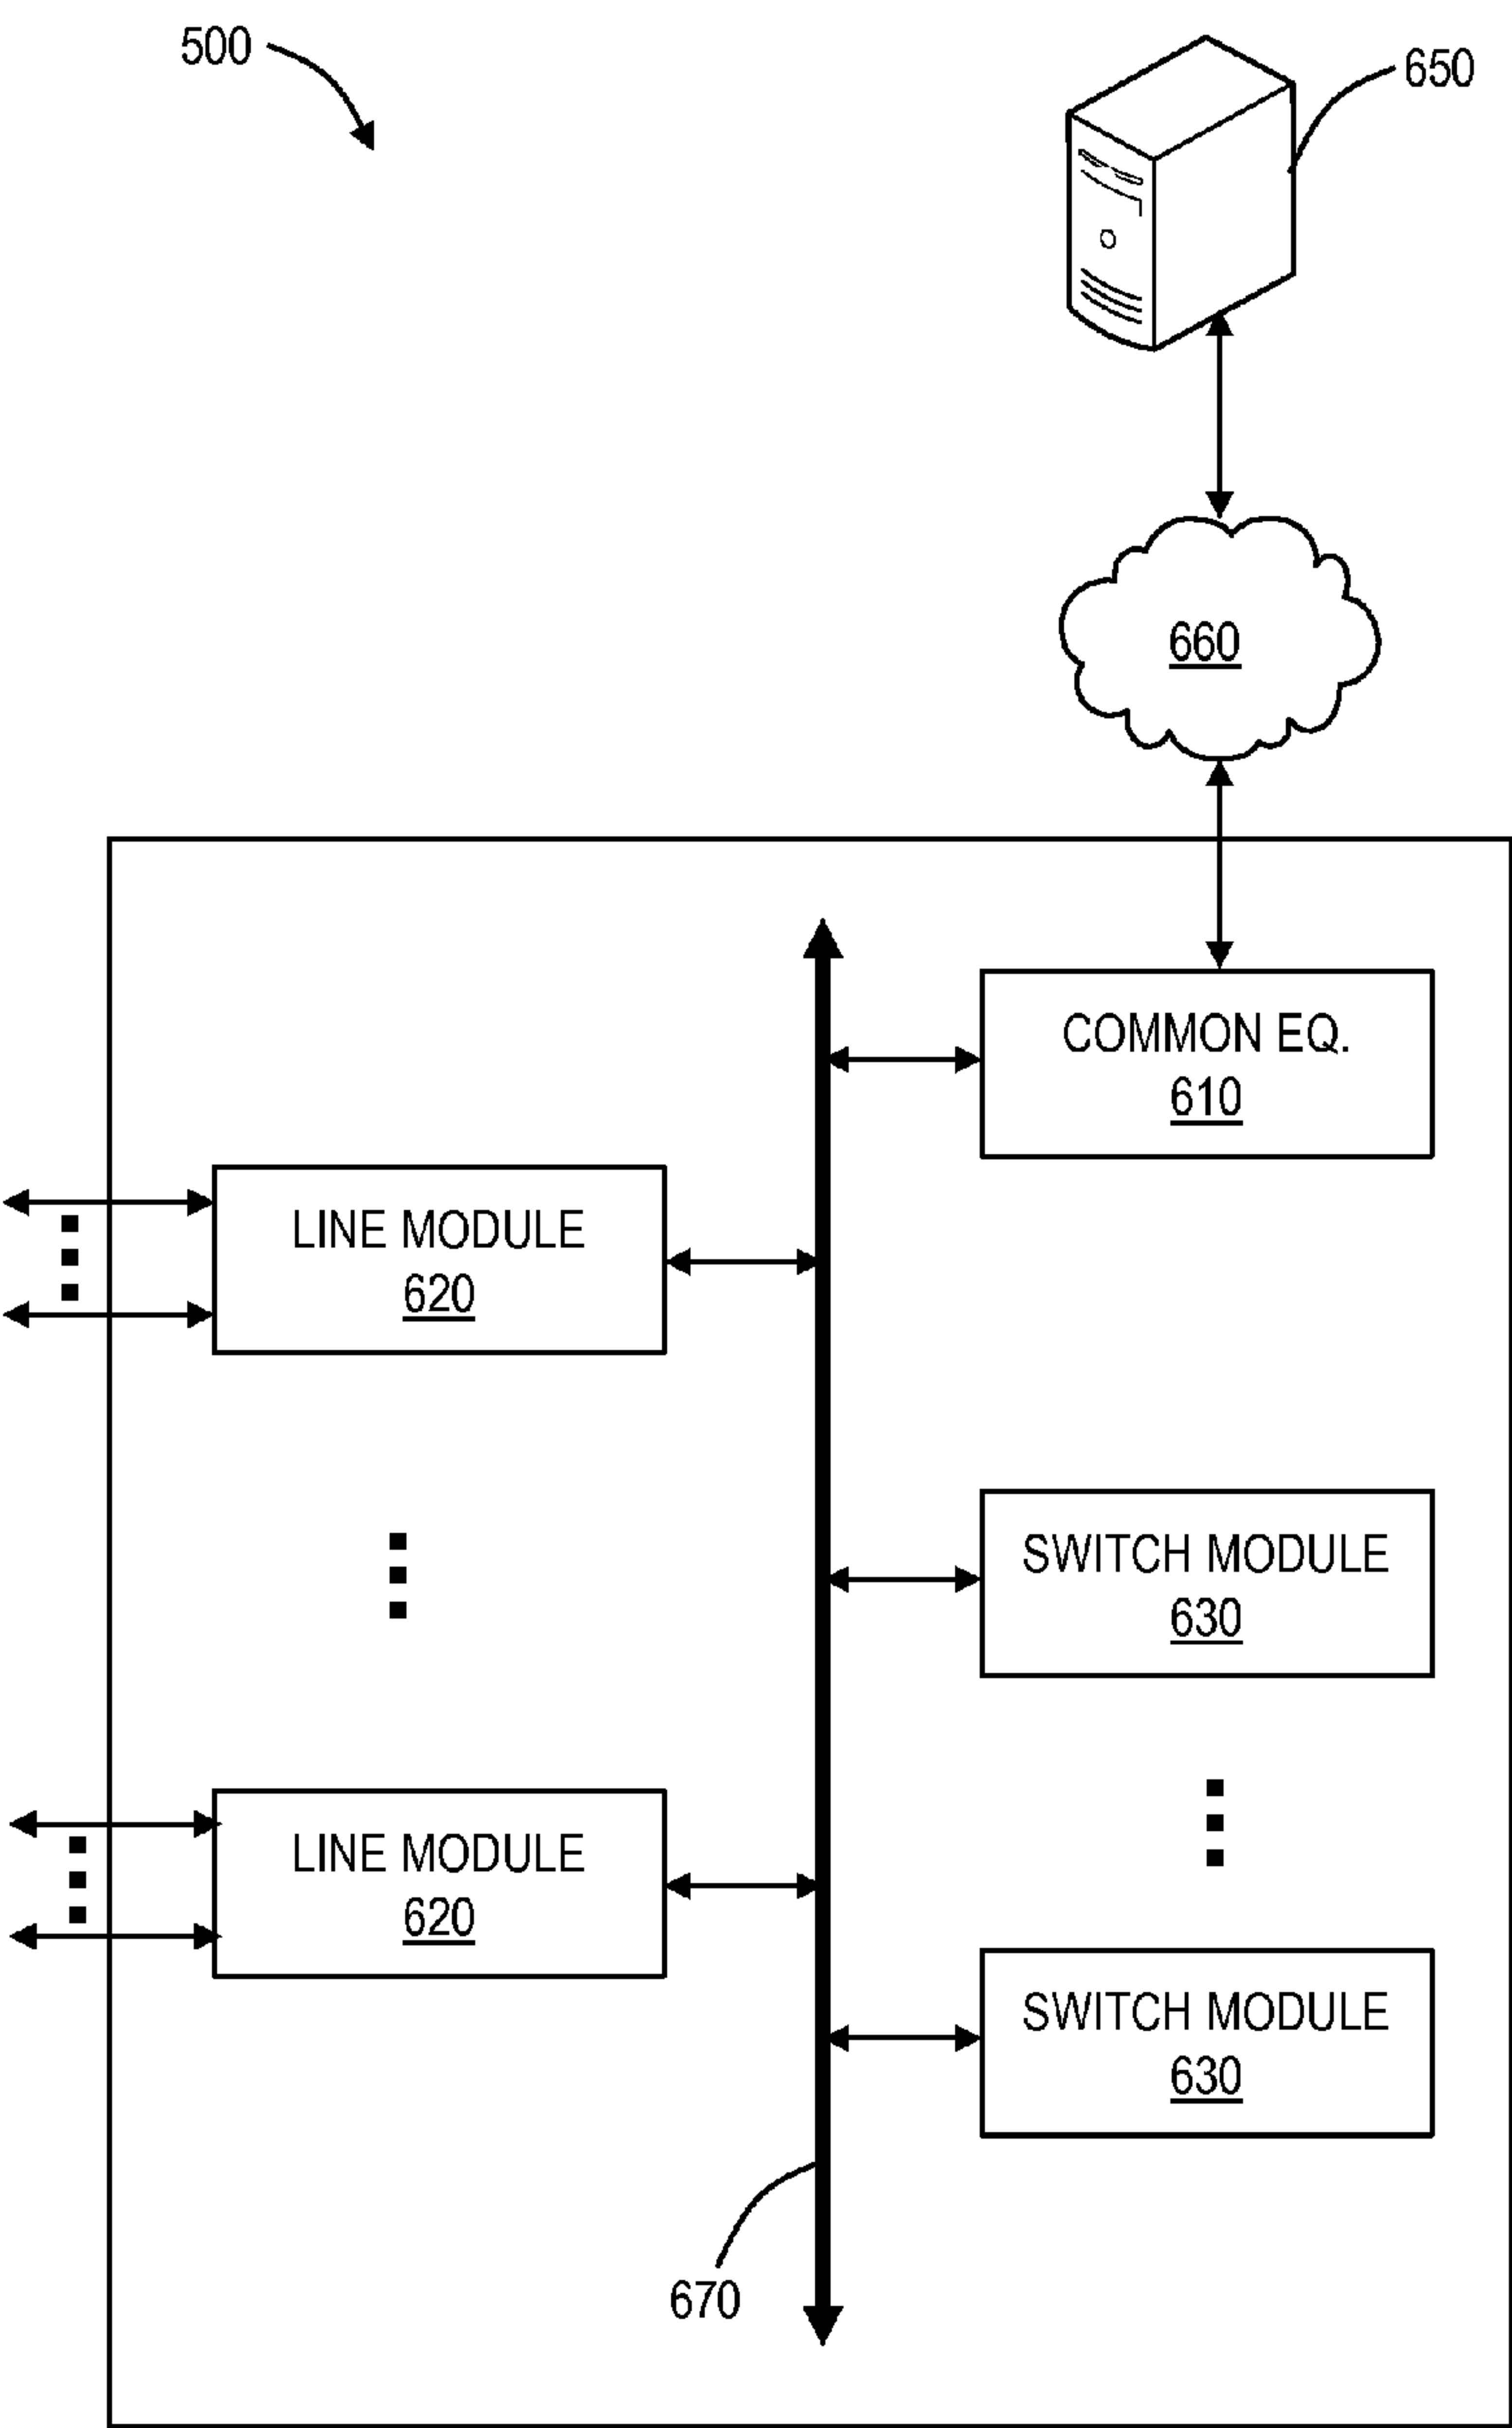 500
650
660
COMMON EQ.
610
LINE MODULE
620
SWITCH MODULE
630
LINE MODULE
620
SWITCH MODULE
630
670